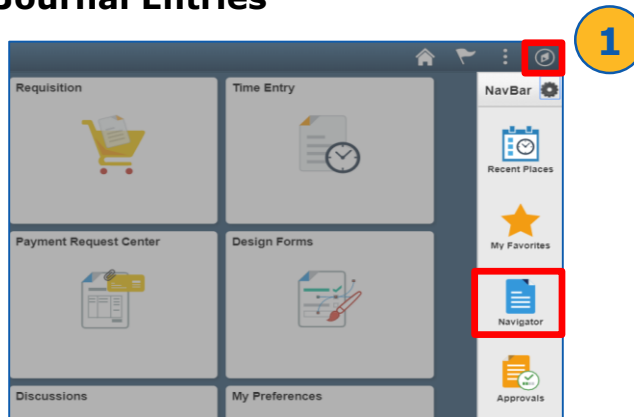 Journal Entries
1
Requisition
Time Entry
NavBar
Recent Places
My Favorites
Payment Request Center
Design Forms
Navigator
Approvals
Discussions
My Preferences